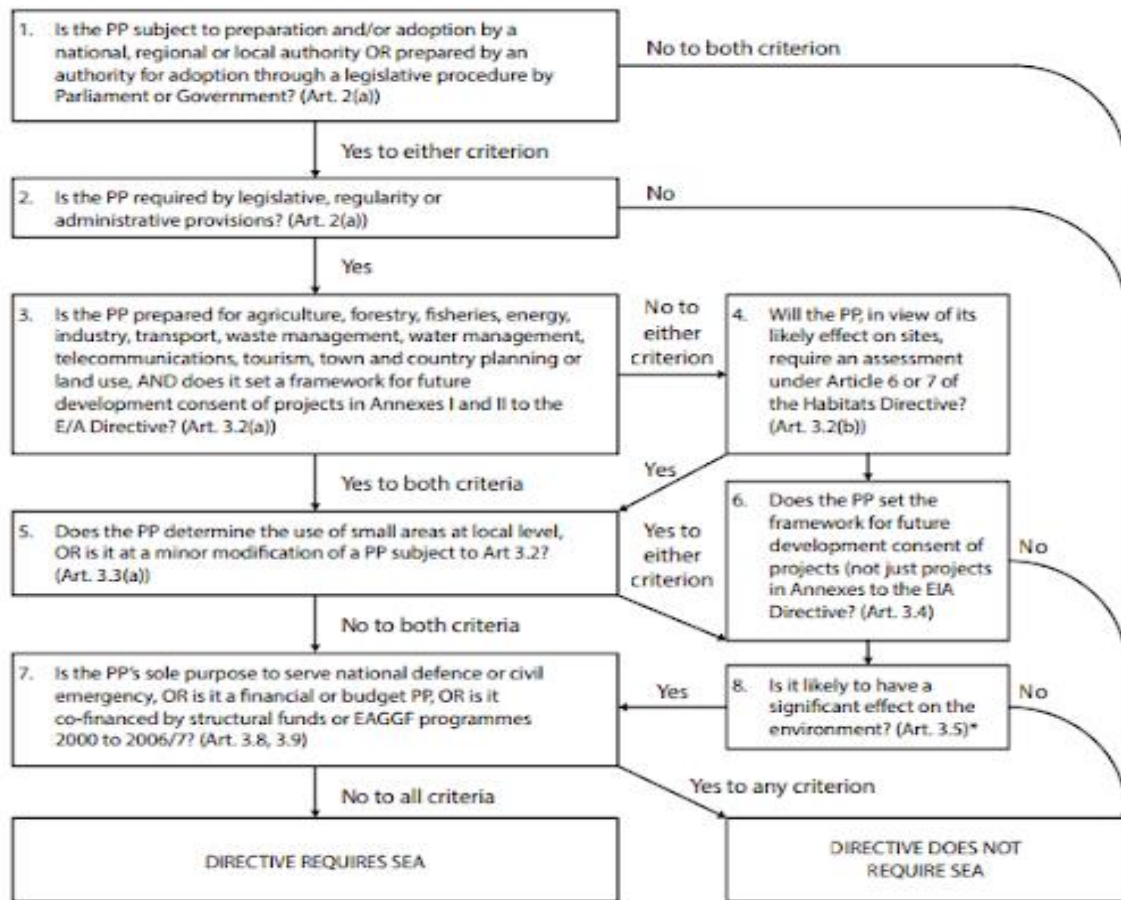 1. Is the PP subject to preparation and/or adoption by a
national, regional or local authority OR prepared by an
authority for adoption through a legislative procedure by
Parliament or Government? (Art. 2(a))
No to both criterion
Yes to either criterion
2. Is the PP required by legislative, regularity or
administrative provisions? (Art. 2(a))
No
Yes
3. Is the PP prepared for agriculture, forestry, fisheries, energy,
industry, transport, waste management, water management,
telecommunications, tourism, town and country planning or
land use, AND does it set a framework for future
development consent of projects in Annexes I and II to the
E/A Directive? (Art. 3.2(a))
No to
either
criterion
4. Will the PP, in view of its
likely effect on sites,
require an assessment
under Article 6 or 7 of
the Habitats Directive?
(Art. 3.2(b))
Yes to both criteria
Yes
5. Does the PP determine the use of small areas at local level,
OR is it at a minor modification of a PP subject to Art 3.2?
(Art. 3.3(a))
Yes to
either
criterion
6. Does the PP set the
framework for future
development consent of
projects (not just projects
in Annexes to the EIA
Directive? (Art. 3.4)
No
No to both criteria
7. Is the PP's sole purpose to serve national defence or civil
emergency, OR is it a financial or budget PP, OR is it
co-financed by structural funds or EAGGF programmes
2000 to 2006/7? (Art. 3.8, 3.9)
Yes
8. Is it likely to have a
significant effect on the
environment? (Art. 3.5)*
No
No to all criteria
Yes to any criterion
DIRECTIVE REQUIRES SEA
DIRECTIVE DOES NOT
REQUIRE SEA